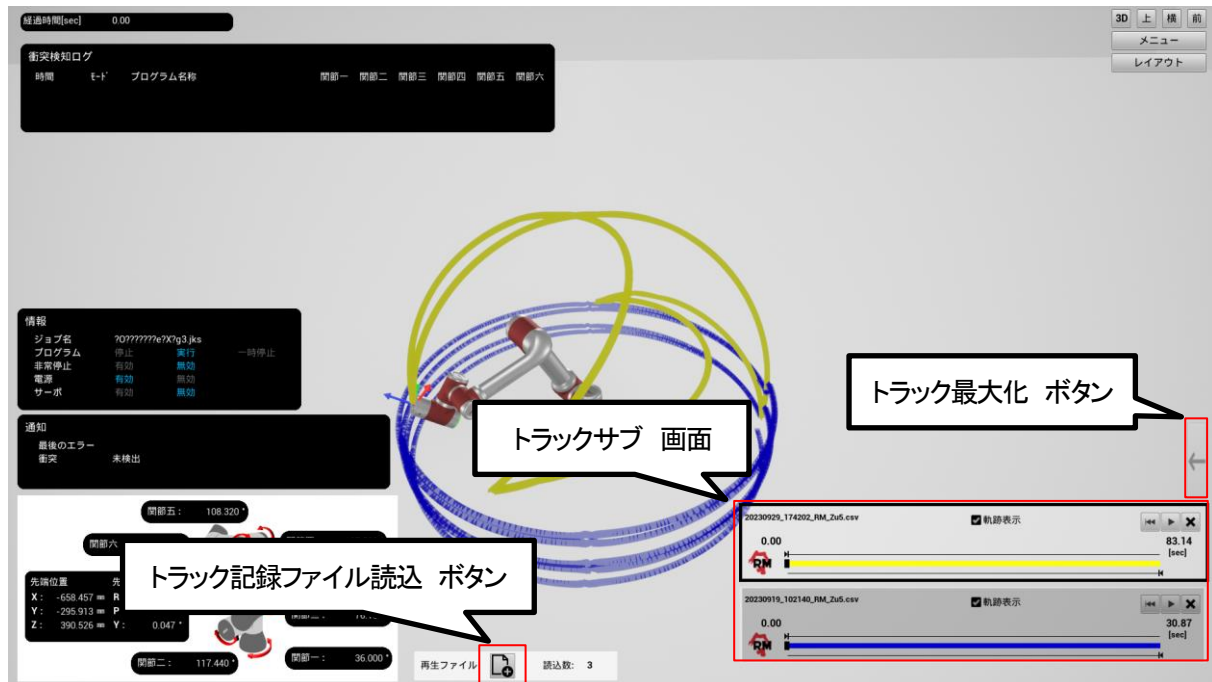 経過時間[sec] 0.00
3D 上 横 前
メニュー
レイアウト
衝突検知ログ
時間 ﾓｰﾄﾞ プログラム名称 関節一 関節二 関節三 関節四 関節五 関節六
情報
ジョブ名 ?O???????e?X?g3.jks
プログラム 停止 実行 一時停止
非常停止 有効 無効
電源 有効 無効
サーボ 有効 無効
通知
最後のエラー
衝突 未検出
トラック最大化 ボタン
トラックサブ 画面
関節五： 108.320 °
関節六
トラック記録ファイル読込 ボタン
先端位置 先
X： -658.457 mm R
Y： -295.913 mm P
Z： 390.526 mm Y： 0.047 °
関節二： 117.440 °
関節一： 36.000 °
再生ファイル 読込数： 3
20230929_174202_RM_Zu5.csv 軌跡表示
0.00 83.14
[sec]
RM
20230919_102140_RM_Zu5.csv 軌跡表示
0.00 30.87
[sec]
RM